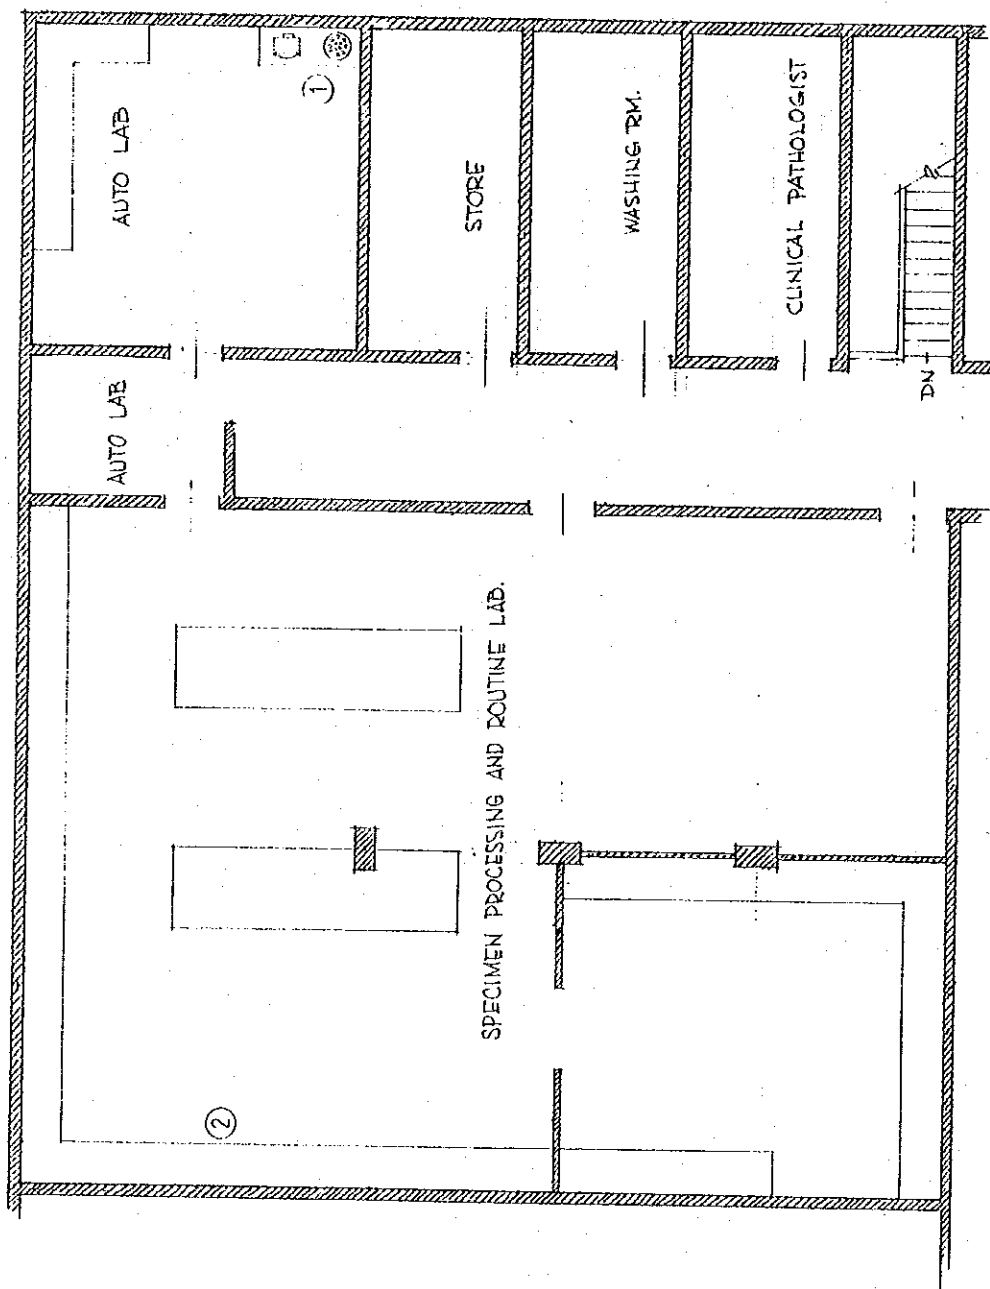 AUTO LAB
①
STORE
WASHING RM.
CLINICAL PATHOLOGIST
AUTO LAB
DN
SPECIMEN PROCESSING AND ROUTINE LAB.
②